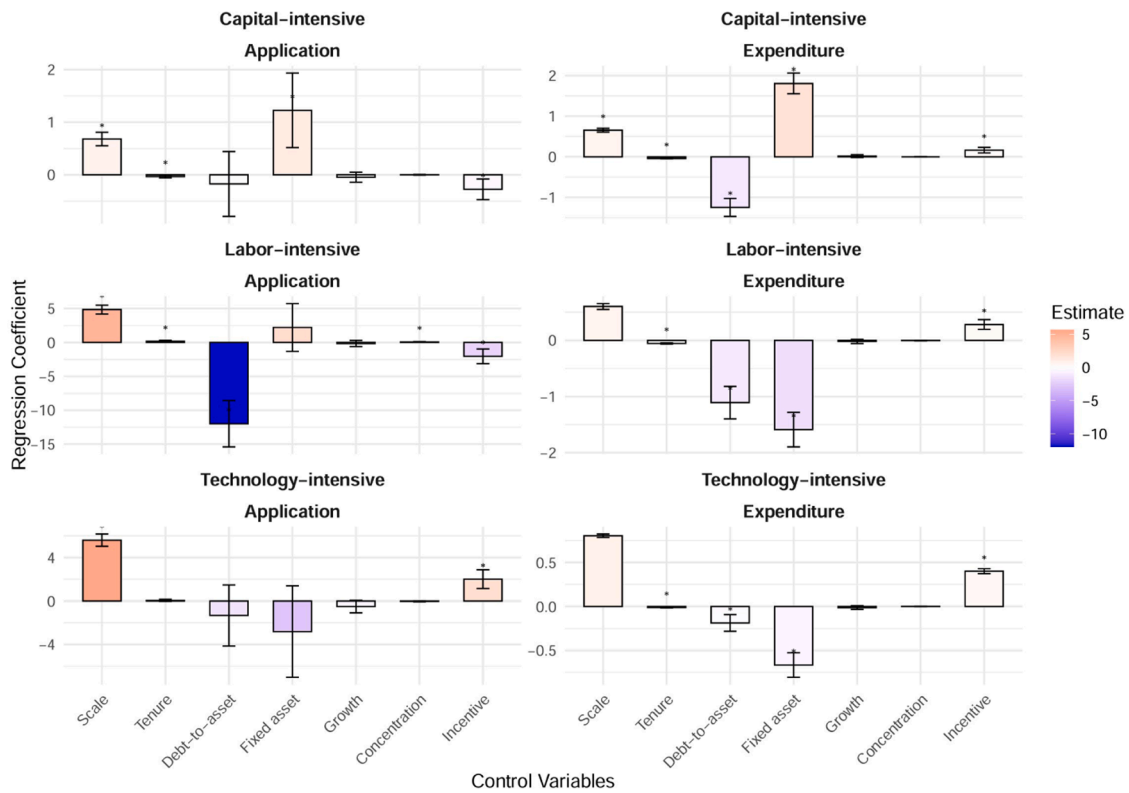 Capital−intensive
Application
2
1
0
*
*
*
*
Capital−intensive
Expenditure
2
1
0
−1
*
*
*
*
*
Labor−intensive
Application
5
0
−5
−10
−15
*
*
*
*
Labor−intensive
Expenditure
0
−1
−2
*
*
*
*
Technology−intensive
Application
4
0
−4
*
Technology−intensive
Expenditure
0.5
0.0
−0.5
*
*
*
*
Scale
Tenure
Debt−to−asset
Fixed asset
Growth
Concentration
Incentive
Scale
Tenure
Debt−to−asset
Fixed asset
Growth
Concentration
Incentive
Regression Coefficient
Control Variables
Estimate
5
0
−5
−10